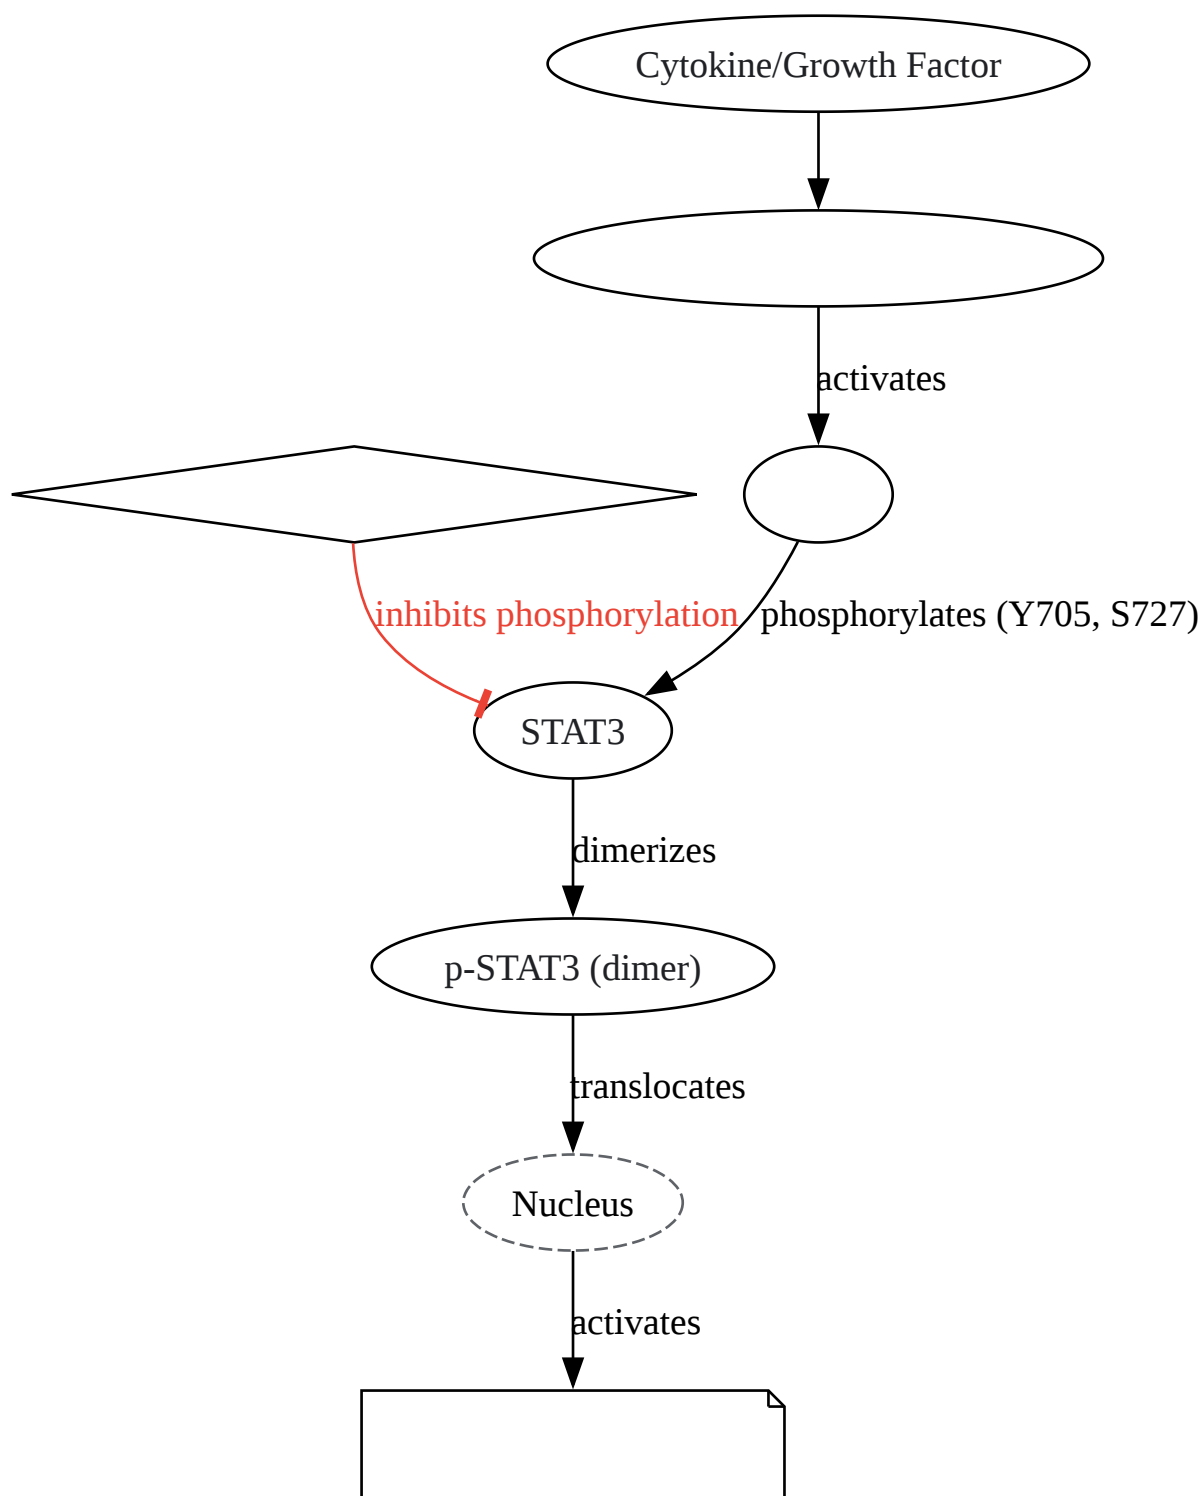 Cytokine/Growth Factor
activates
inhibits phosphorylation
phosphorylates (Y705, S727)
STAT3
dimerizes
p-STAT3 (dimer)
translocates
Nucleus
activates